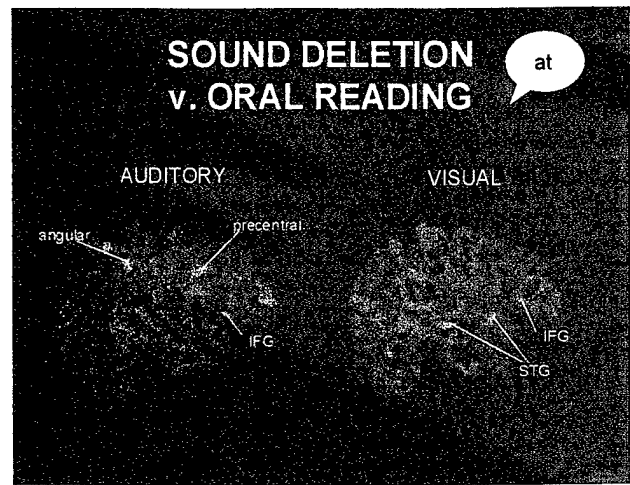 SOUND DELETION
v. ORAL READING
at
AUDITORY
VISUAL
angular
precentral
IFG
IFG
STG